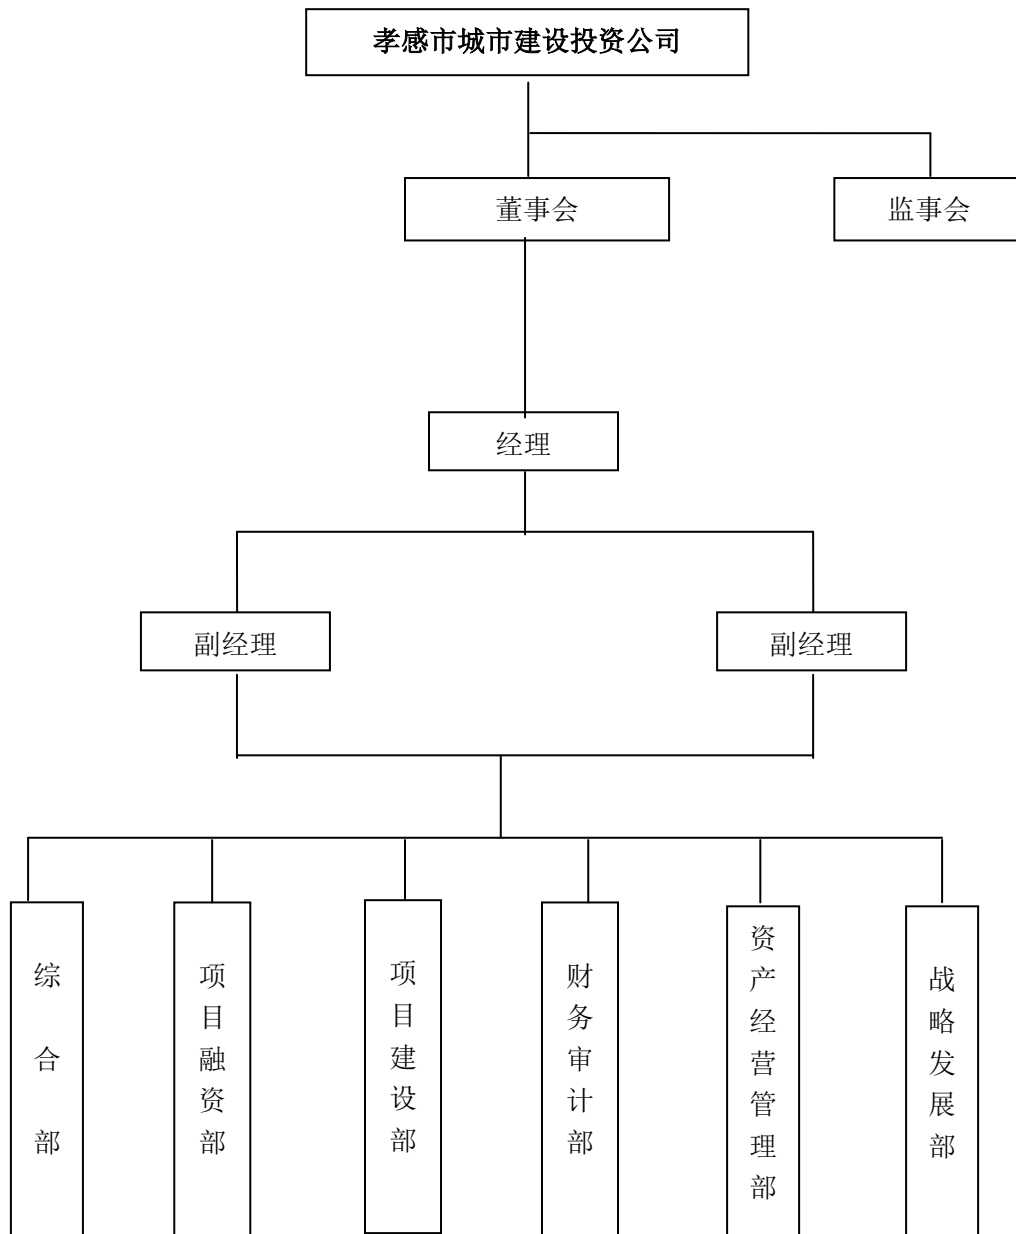 孝感市城市建设投资公司
董事会
监事会
经理
副经理
副经理
综合部
项目融资部
项目建设部
财务审计部
资产经营管理部
战略发展部